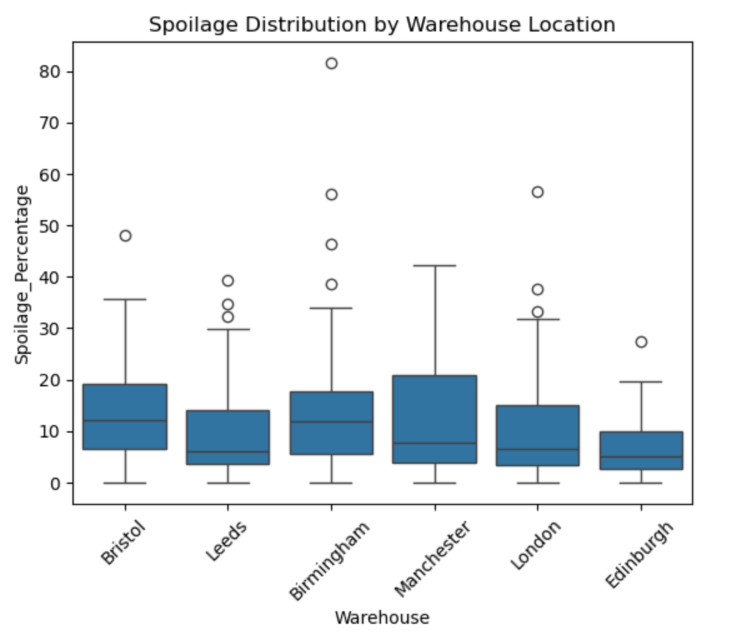 Spoilage Distribution by Warehouse Location
Spoilage_Percentage
80
70
60
50
40
30
20
10
0
Bristol
Leeds
Birmingham
Manchester
London
Edinburgh
Warehouse